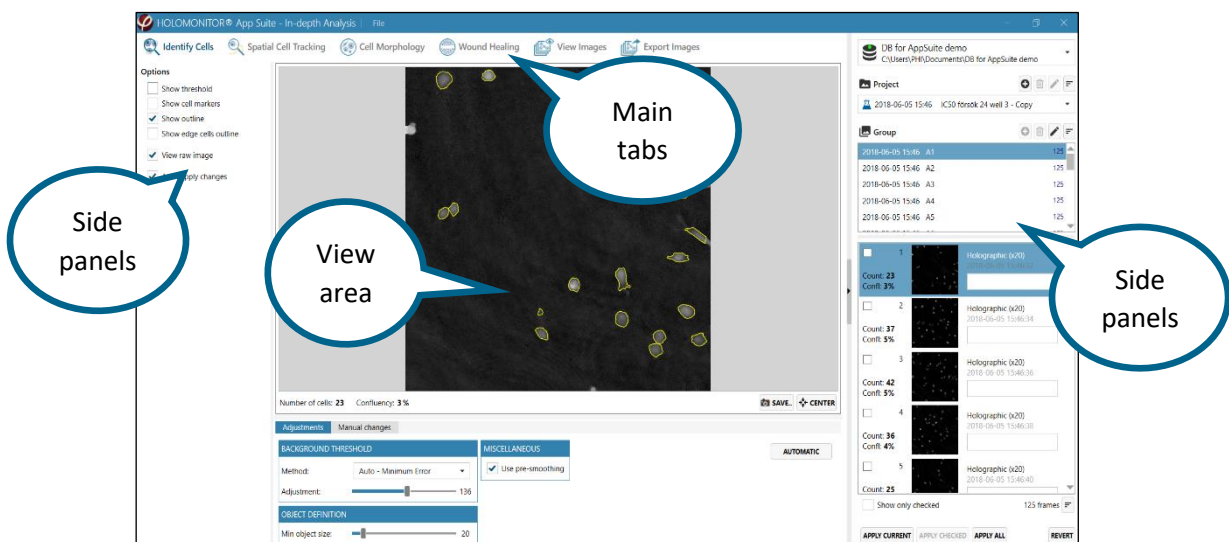 HOLOMONITOR® App Suite - In-depth Analysis File
Identify Cells Spatial Cell Tracking Cell Morphology Wound Healing View Images Export Images
Options
Show threshold
Show cell markers
Show outline
Show edge cells outline
View raw image
apply changes
Side
panels
Main
tabs
View
area
Number of cells: 23 Confluency: 3 %
SAVE.. CENTER
Adjustments Manual changes
BACKGROUND THRESHOLD
Method: Auto - Minimum Error
Adjustment: 136
OBJECT DEFINITION
Min object size: 20
MISCELLANEOUS
Use pre-smoothing
AUTOMATIC
DB for AppSuite demo
C:\Users\PHI\Documents\DB for AppSuite demo
Project
2018-06-05 15:46 IC50 försök 24 well 3 - Copy
Group
2018-06-05 15:46 A1 125
2018-06-05 15:46 A2 125
2018-06-05 15:46 A3 125
2018-06-05 15:46 A4 125
2018-06-05 15:46 A5 125
1 Holographic (x20)
Count: 23
Confl: 3%
2 Holographic (x20)
2018-06-05 15:46:34
Count: 37
Confl: 5%
3 Holographic (x20)
2018-06-05 15:46:36
Count: 42
Confl: 5%
4 Holographic (x20)
2018-06-05 15:46:38
Count: 36
Confl: 4%
5 Holographic (x20)
2018-06-05 15:46:40
Count: 25
Side
panels
Show only checked 125 frames
APPLY CURRENT APPLY CHECKED APPLY ALL REVERT